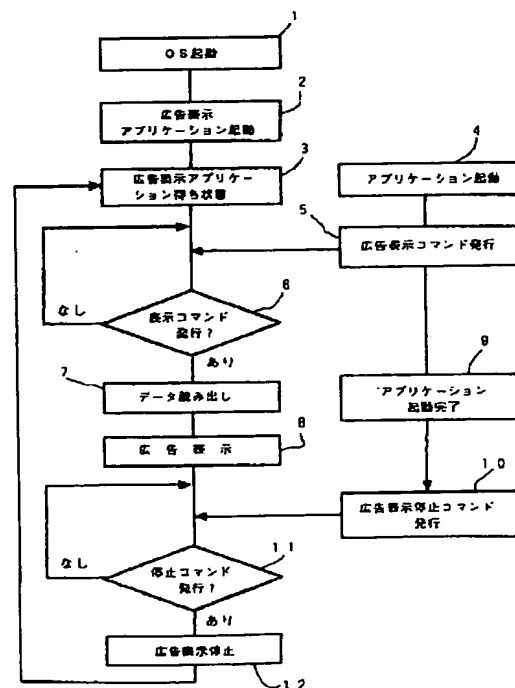 1
OS起動
2
広告表示
アプリケーション起動
3
広告表示アプリケー
ション待ち状態
4
アプリケーション起動
5
広告表示コマンド発行
6
表示コマンド
発行?
なし
あり
7
データ読み出し
8
広告表示
9
アプリケーション
起動完了
10
広告表示停止コマンド
発行
11
停止コマンド
発行?
なし
あり
広告表示停止
12